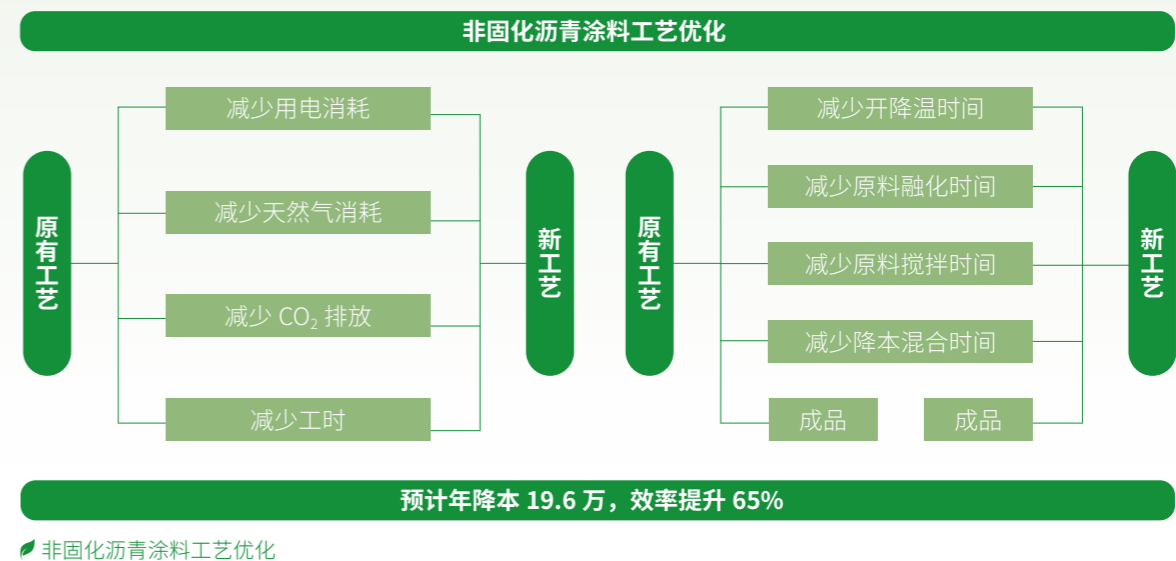 非固化沥青涂料工艺优化
原有工艺
减少用电消耗
减少天然气消耗
减少 CO₂ 排放
减少工时
新工艺
原有工艺
减少开降温时间
减少原料融化时间
减少原料搅拌时间
减少降本混合时间
成品
成品
新工艺
预计年降本 19.6 万，效率提升 65%
非固化沥青涂料工艺优化